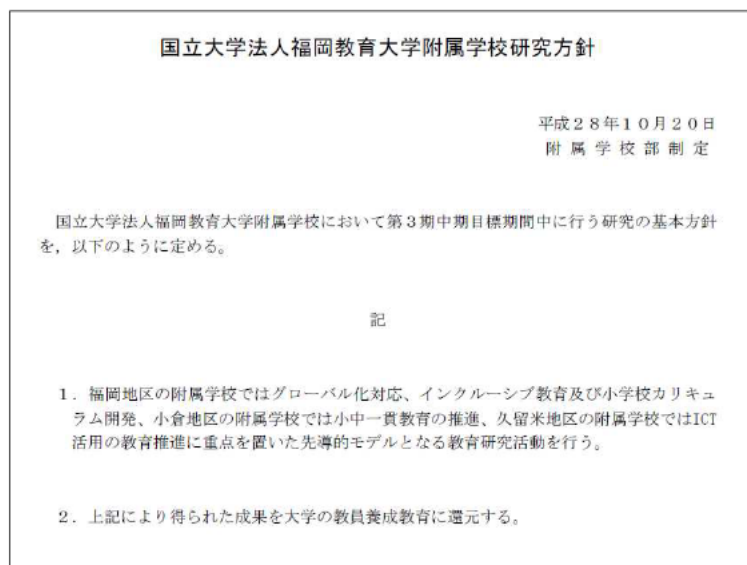 国立大学法人福岡教育大学附属学校研究方針
平成２８年１０月２０日
附 属 学 校 部 制 定
国立大学法人福岡教育大学附属学校において第３期中期目標期間中に行う研究の基本方針
を，以下のように定める。
記
１．福岡地区の附属学校ではグローバル化対応、インクルーシブ教育及び小学校カリキュ
ラム開発、小倉地区の附属学校では小中一貫教育の推進、久留米地区の附属学校ではICT
活用の教育推進に重点を置いた先導的モデルとなる教育研究活動を行う。
２．上記により得られた成果を大学の教員養成教育に還元する。